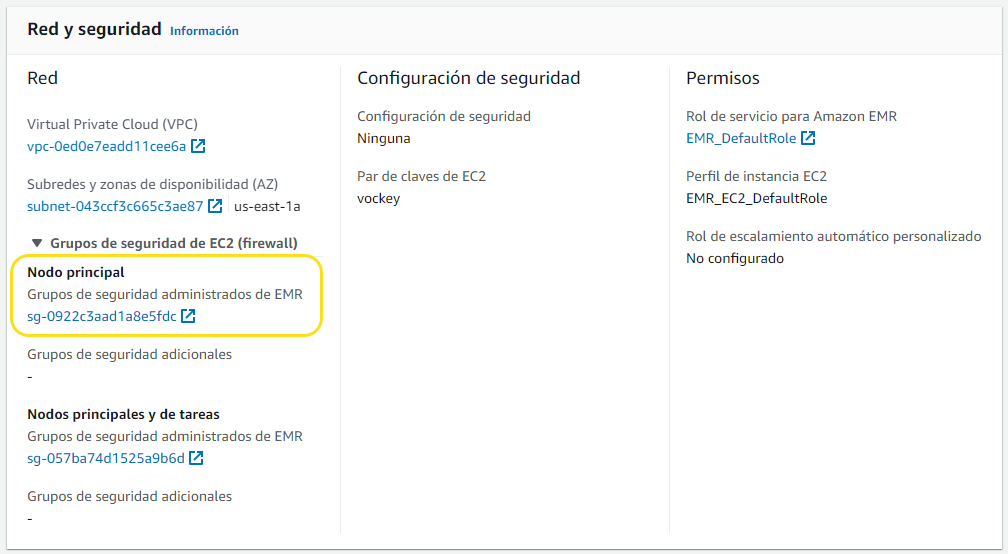 Red y seguridad Información
Red
Virtual Private Cloud (VPC)
vpc-0ed0e7eadd11cee6a
Subredes y zonas de disponibilidad (AZ)
subnet-043ccf3c665c3ae87 us-east-1a
Grupos de seguridad de EC2 (firewall)
Nodo principal
Grupos de seguridad administrados de EMR
sg-0922c3aad1a8e5fdc
Grupos de seguridad adicionales
-
Nodos principales y de tareas
Grupos de seguridad administrados de EMR
sg-057ba74d1525a9b6d
Grupos de seguridad adicionales
-
Configuración de seguridad
Configuración de seguridad
Ninguna
Par de claves de EC2
vockey
Permisos
Rol de servicio para Amazon EMR
EMR_DefaultRole
Perfil de instancia EC2
EMR_EC2_DefaultRole
Rol de escalamiento automático personalizado
No configurado